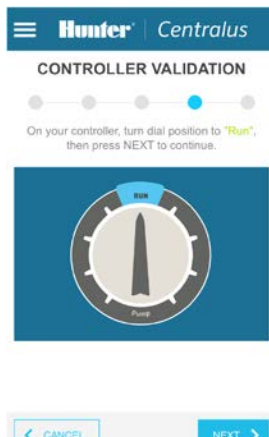 Hunter® | Centralus
CONTROLLER VALIDATION
On your controller, turn dial position to "Run",
then press NEXT to continue.
RUN
Pump
CANCEL
NEXT